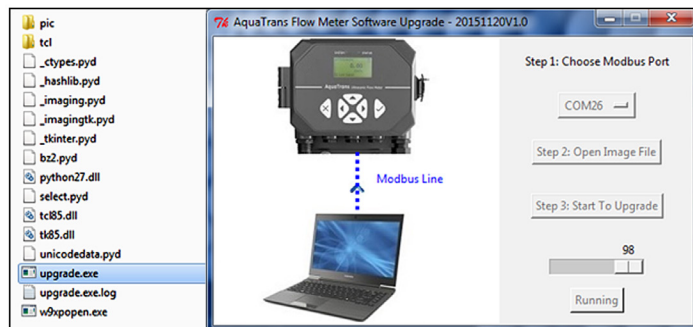 pic
tcl
_ctypes.pyd
_hashlib.pyd
_imaging.pyd
_imagingtk.pyd
_tkinter.pyd
bz2.pyd
python27.dll
select.pyd
tcl85.dll
tk85.dll
unicodedata.pyd
upgrade.exe
upgrade.exe.log
w9xpopen.exe
AquaTrans Flow Meter Software Upgrade - 20151120V1.0
AquaTrans
Modbus Line
Step 1: Choose Modbus Port
COM26
Step 2: Open Image File
Step 3: Start To Upgrade
98
Running